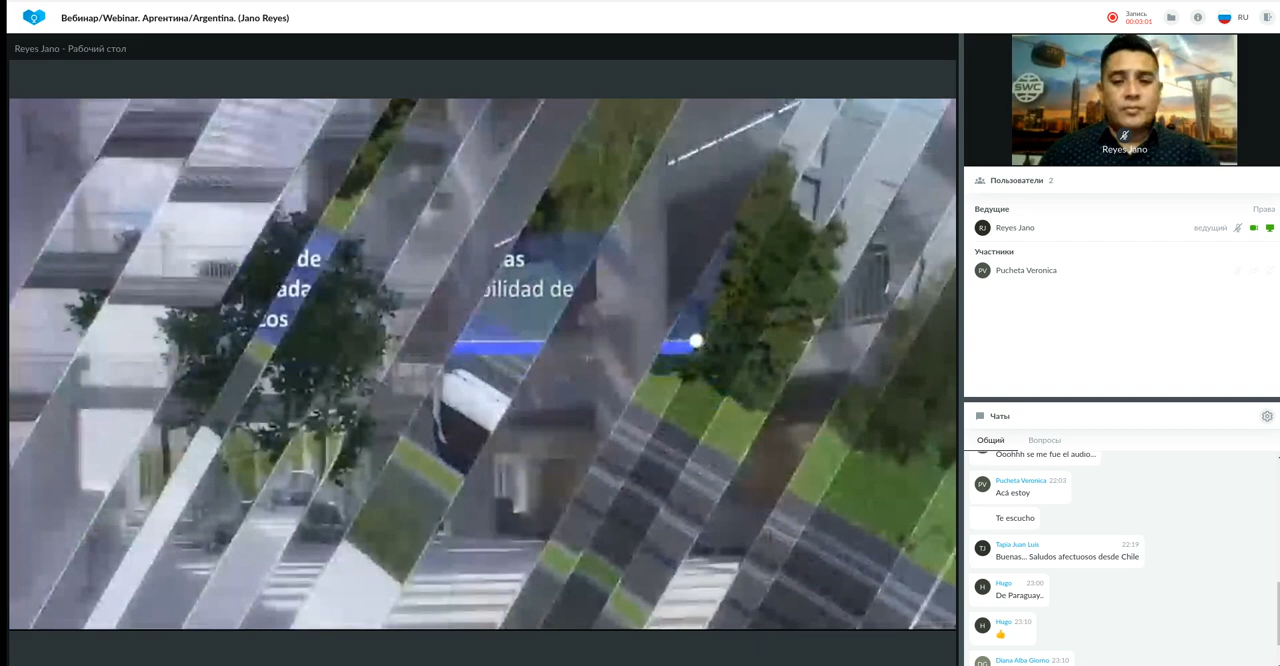 Вебинар/Webinar. Аргентина/Argentina. (Jano Reyes)
Запись
00:03:01
RU
Reyes Jano - Рабочий стол
de
as
bilidad de
SWC
Reyes Jano
Пользователи 2
Ведущие
Права
RJ
Reyes Jano
ведущий
Участники
PV
Pucheta Veronica
Чаты
Общий
Вопросы
Ooohhh se me fue el audio...
PV
Pucheta Veronica 22:03
Acá estoy
Te escucho
TJ
Tapia Juan Luis 22:19
Buenas... Saludos afectuosos desde Chile
H
Hugo 23:00
De Paraguay..
H
Hugo 23:10
👍
DG
Diana Alba Giorno 23:10